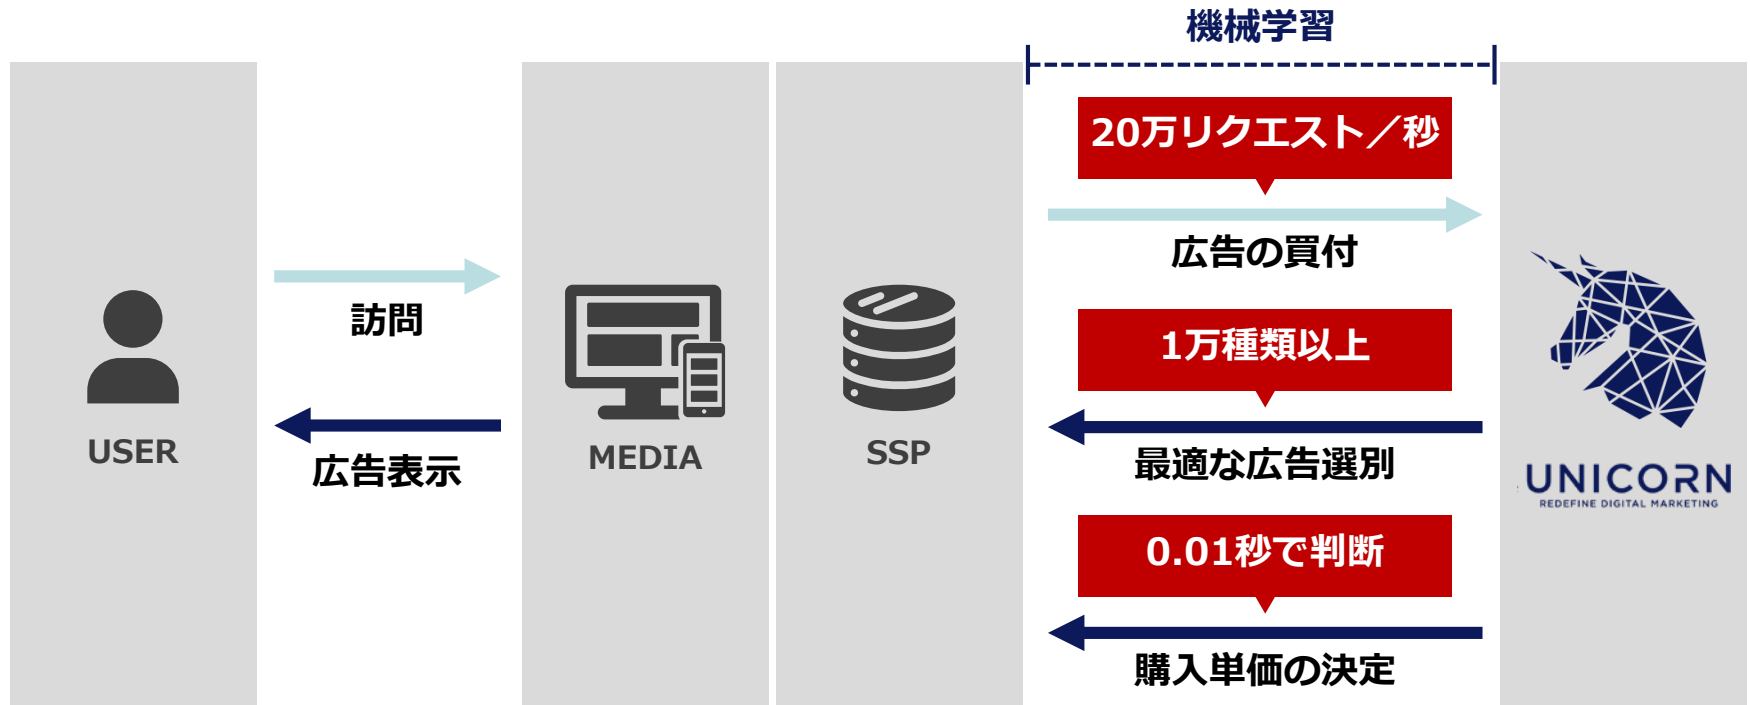 機械学習
20万リクエスト／秒
広告の買付
訪問
1万種類以上
広告表示
最適な広告選別
USER
MEDIA
SSP
UNICORN
REDEFINE DIGITAL MARKETING
0.01秒で判断
購入単価の決定